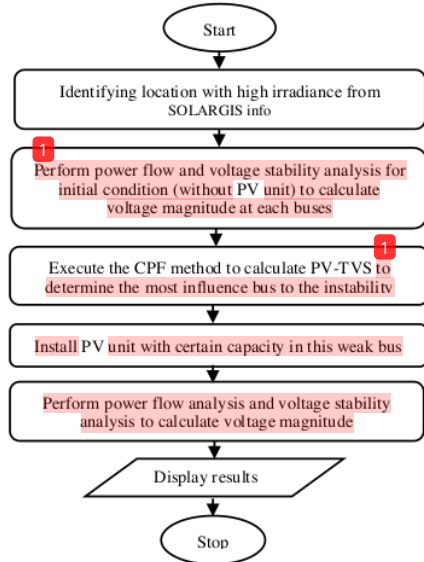 Start
Identifying location with high irradiance from
SOLARGIS info
1
Perform power flow and voltage stability analysis for
initial condition (without PV unit) to calculate
voltage magnitude at each buses
1
Execute the CPF method to calculate PV-TVS to
determine the most influence bus to the instability
Install PV unit with certain capacity in this weak bus
Perform power flow analysis and voltage stability
analysis to calculate voltage magnitude
Display results
Stop